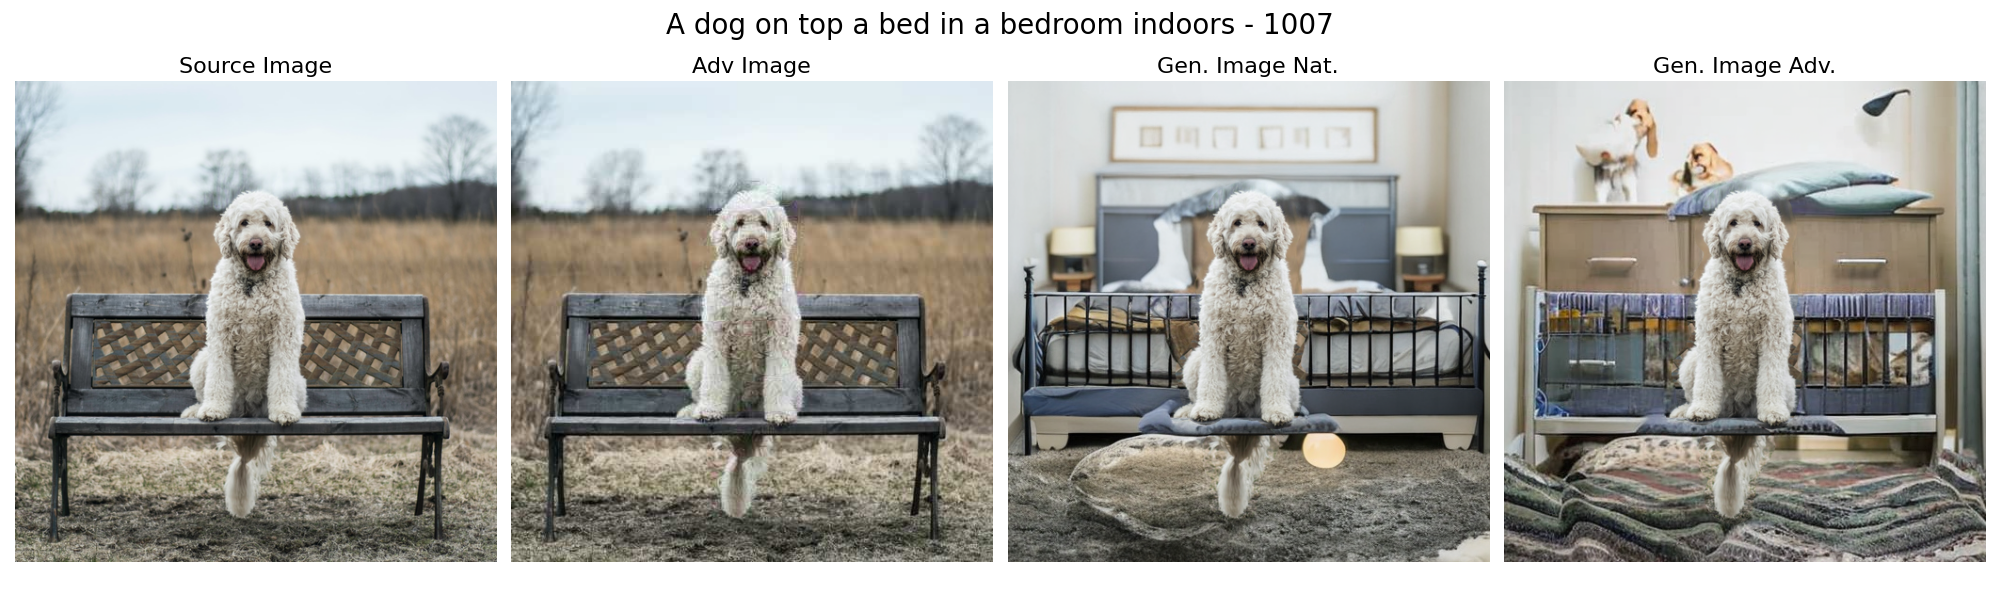 A dog on top a bed in a bedroom indoors - 1007
Source Image
Adv Image
Gen. Image Nat.
Gen. Image Adv.